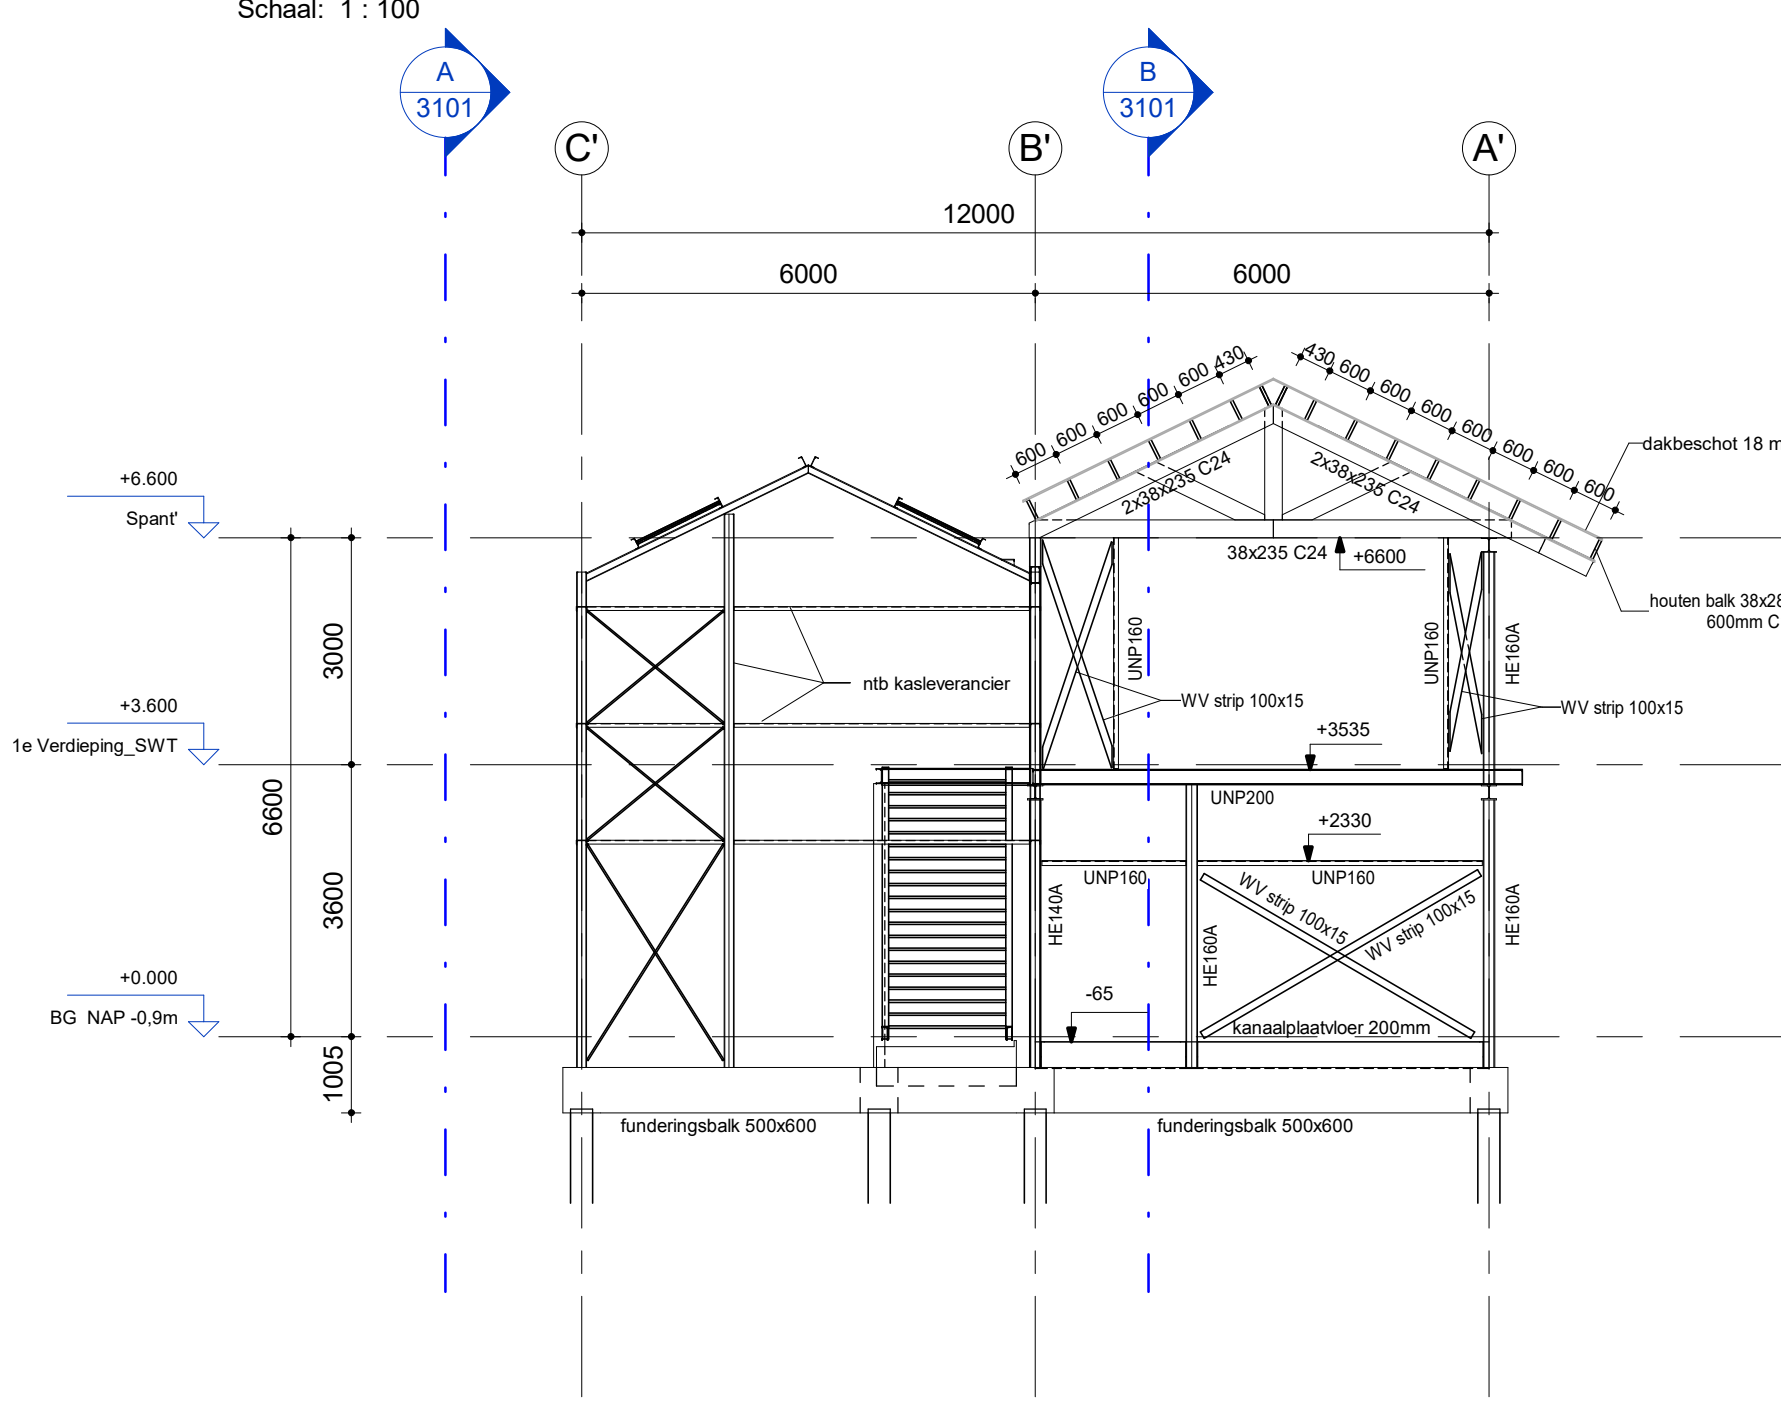 Schaal: 1 : 100
A
3101
B
3101
C'
B'
A'
12000
6000
6000
600
600
600
600
600
430
430
600
600
600
600
600
600
600
dakbeschot 18 m
2x38x235 C24
2x38x235 C24
38x235 C24
+6600
houten balk 38x28
600mm C
+6.600
Spant'
3000
UNP160
UNP160
HE160A
ntb kasleverancier
WV strip 100x15
WV strip 100x15
+3.600
1e Verdieping_SWT
+3535
UNP200
6600
+2330
UNP160
UNP160
3600
HE140A
WV strip 100x15
WV strip 100x15
HE160A
HE160A
+0.000
BG NAP -0,9m
-65
kanaalplaatvloer 200mm
1005
funderingsbalk 500x600
funderingsbalk 500x600